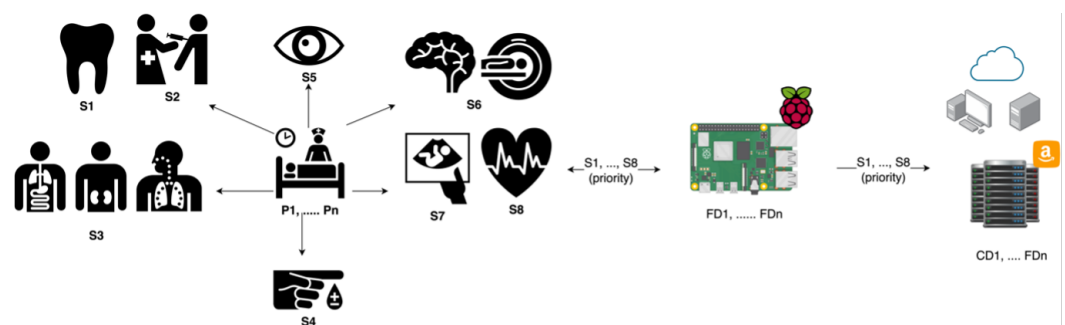 S1
S2
S5
S6
S3
P1, ..... Pn
S7
S8
S4
S1, ..., S8
(priority)
FD1, ...... FDn
S1, ..., S8
(priority)
a
CD1, .... FDn